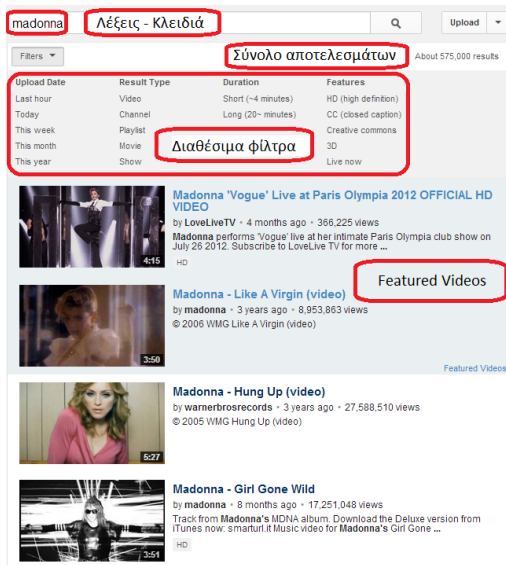 madonna Λέξεις - Κλειδιά Upload
Filters Σύνολο αποτελεσμάτων About 575,000 results
Upload Date Result Type Duration Features
Last hour Video Short (~4 minutes) HD (high definition)
Today Channel Long (20~ minutes) CC (closed caption)
This week Playlist Creative commons
This month Movie Διαθέσιμα φίλτρα 3D
This year Show Live now
Madonna 'Vogue' Live at Paris Olympia 2012 OFFICIAL HD
VIDEO
by LoveLiveTV • 4 months ago • 366,225 views
Madonna performs 'Vogue' live at her intimate Paris Olympia club show on
July 26 2012. Subscribe to LoveLive TV for more ...
4:15 HD
Featured Videos
Madonna - Like A Virgin (video)
by madonna • 3 years ago • 8,953,863 views
© 2006 WMG Like A Virgin (video)
3:50
Featured Videos
Madonna - Hung Up (video)
by warnerbrosrecords • 3 years ago • 27,588,510 views
© 2005 WMG Hung Up (video)
5:27
Madonna - Girl Gone Wild
by madonna • 8 months ago • 17,251,048 views
Track from Madonna's MDNA album. Download the Deluxe version from
iTunes now: smarturl.it Music video for Madonna's Girl Gone ...
3:51 HD